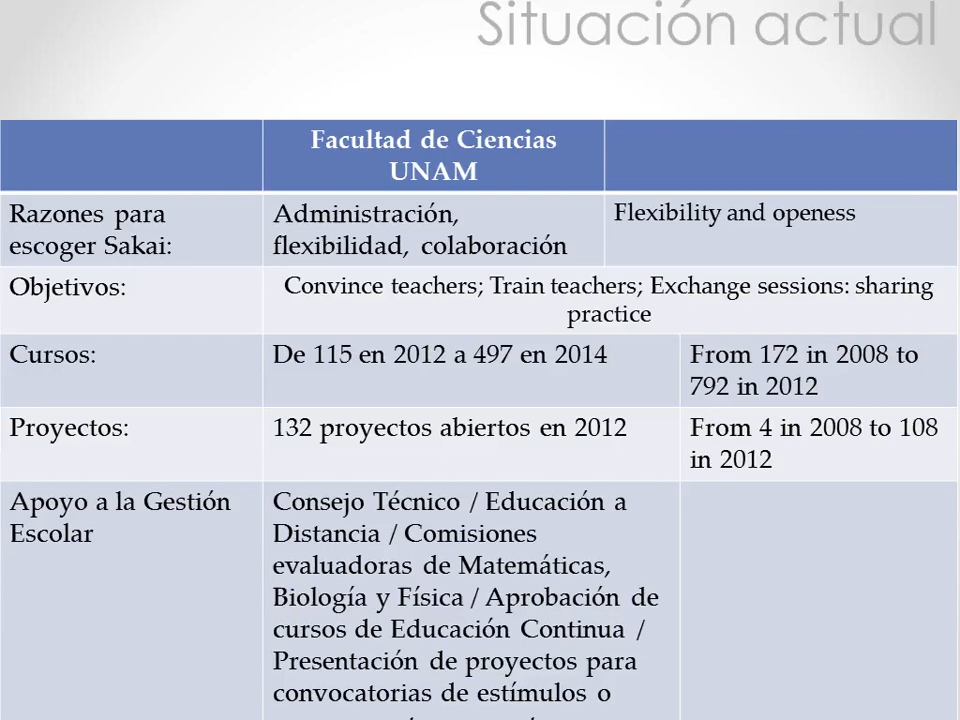 Situación actual
Facultad de Ciencias
UNAM
Razones para
escoger Sakai:
Administración,
flexibilidad, colaboración
Flexibility and openess
Objetivos:
Convince teachers; Train teachers; Exchange sessions: sharing
practice
Cursos:
De 115 en 2012 a 497 en 2014
From 172 in 2008 to
792 in 2012
Proyectos:
132 proyectos abiertos en 2012
From 4 in 2008 to 108
in 2012
Apoyo a la Gestión
Escolar
Consejo Técnico / Educación a
Distancia / Comisiones
evaluadoras de Matemáticas,
Biología y Física / Aprobación de
cursos de Educación Continua /
Presentación de proyectos para
convocatorias de estímulos o